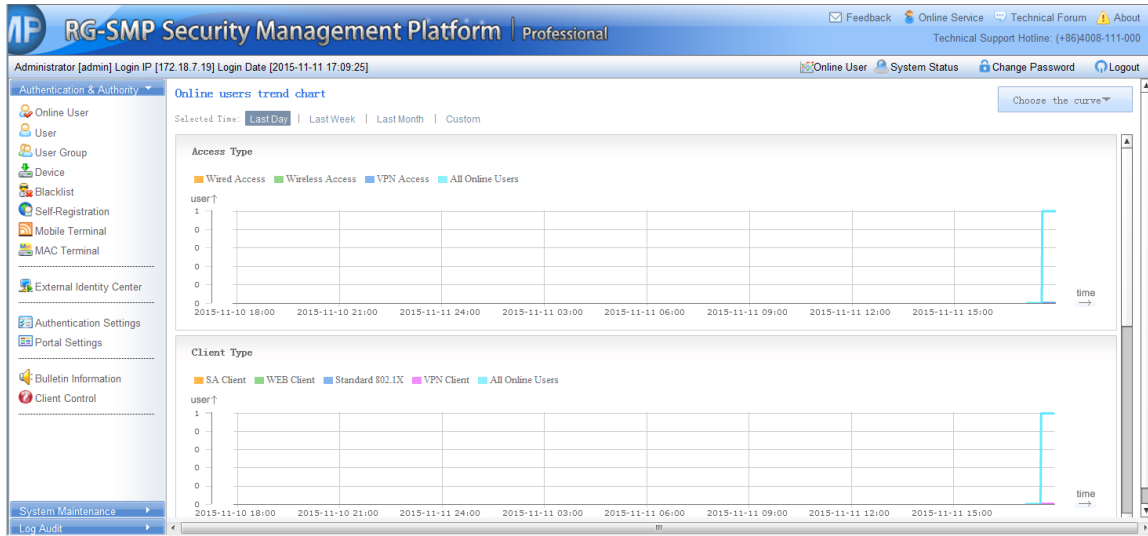 MP RG-SMP Security Management Platform | Professional
Feedback Online Service Technical Forum About
Technical Support Hotline: (+86)4008-111-000
Administrator [admin] Login IP [172.18.7.19] Login Date [2015-11-11 17:09:25]
Online User System Status Change Password Logout
Authentication & Authority
Online User
User
User Group
Device
Blacklist
Self-Registration
Mobile Terminal
MAC Terminal
External Identity Center
Authentication Settings
Portal Settings
Bulletin Information
Client Control
System Maintenance
Log Audit
Online users trend chart
Choose the curve
Selected Time: Last Day | Last Week | Last Month | Custom
Access Type
Wired Access Wireless Access VPN Access All Online Users
user↑
1
0
0
0
0
0
time
→
2015-11-10 18:00 2015-11-10 21:00 2015-11-11 24:00 2015-11-11 03:00 2015-11-11 06:00 2015-11-11 09:00 2015-11-11 12:00 2015-11-11 15:00
Client Type
SA Client WEB Client Standard 802.1X VPN Client All Online Users
user↑
1
0
0
0
0
0
time
→
2015-11-10 18:00 2015-11-10 21:00 2015-11-11 24:00 2015-11-11 03:00 2015-11-11 06:00 2015-11-11 09:00 2015-11-11 12:00 2015-11-11 15:00